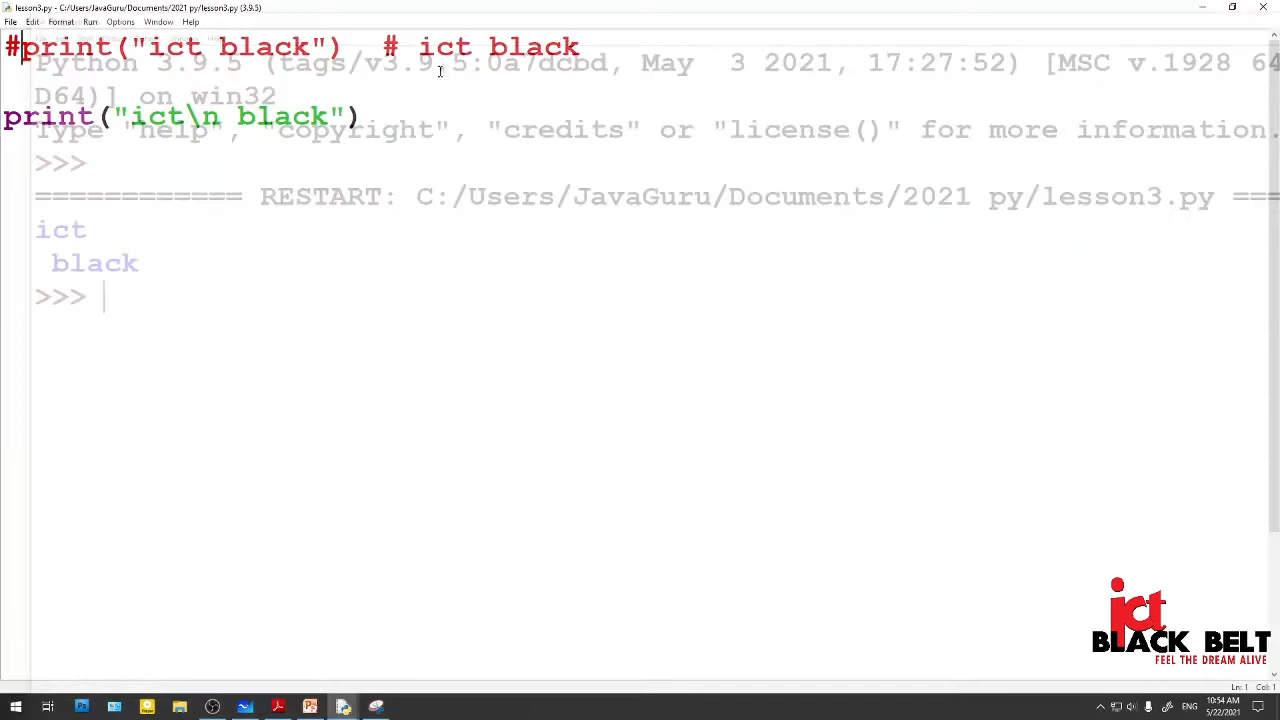 lesson3.py - C:/Users/JavaGuru/Documents/2021 py/lesson3.py (3.9.5)
File Edit Format Run Options Window Help
#print("ict black")  # ict black
Python 3.9.5 (tags/v3.9.5:0a7dcbd, May  3 2021, 17:27:52) [MSC v.1928 64
D64)] on win32
print("ict\n black")
Type "help", "copyright", "credits" or "license()" for more information.
>>>
============ RESTART: C:/Users/JavaGuru/Documents/2021 py/lesson3.py ===
ict
 black
>>>
ict
BLACK BELT
FEEL THE DREAM ALIVE
Ln: 1 Col: 1
ENG
10:54 AM
5/22/2021